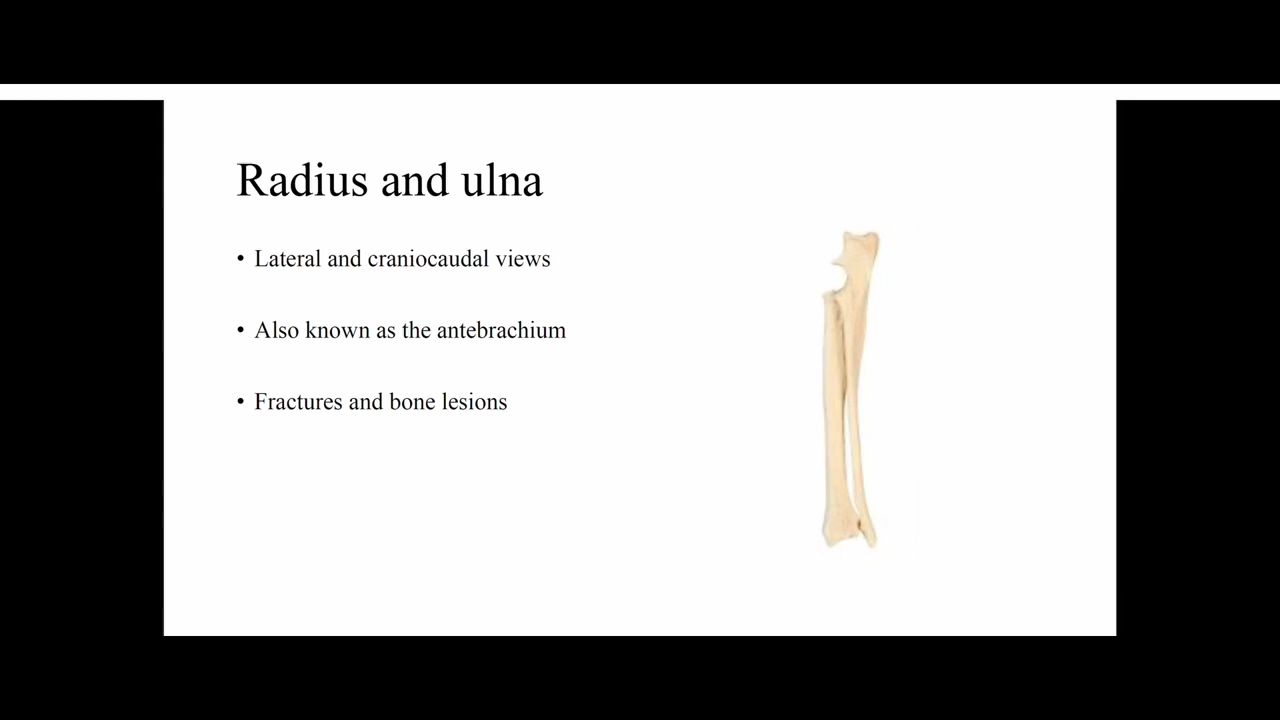 Radius and ulna
• Lateral and craniocaudal views
• Also known as the antebrachium
• Fractures and bone lesions